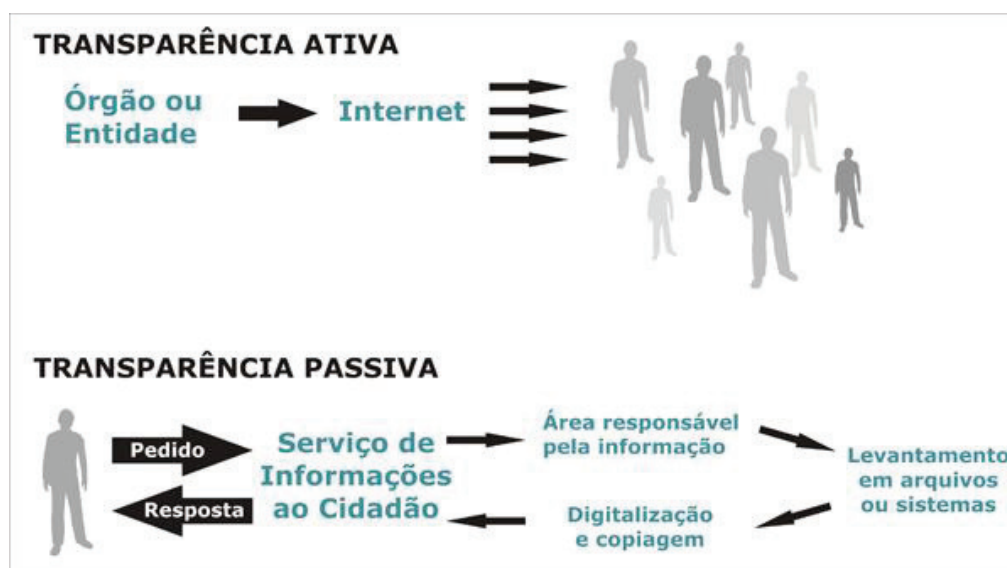 TRANSPARÊNCIA ATIVA
Órgão ou
Entidade
Internet
TRANSPARÊNCIA PASSIVA
Pedido
Resposta
Serviço de
Informações
ao Cidadão
Área responsável
pela informação
Levantamento
em arquivos
ou sistemas
Digitalização
e copiagem